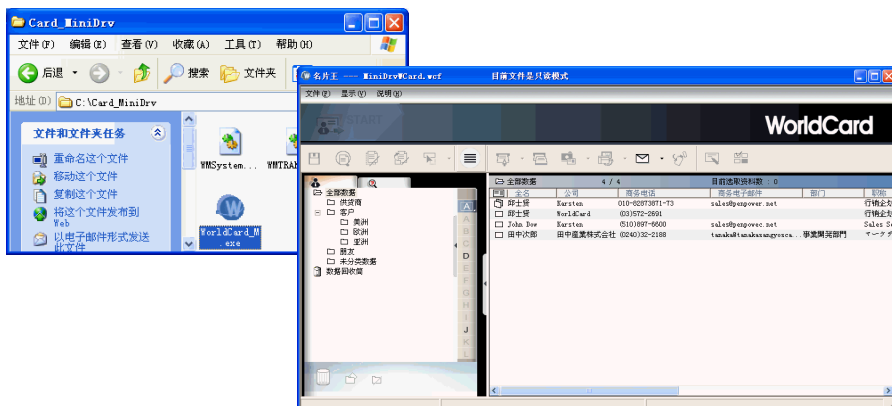 Card_MiniDrv
文件(F) 编辑(E) 查看(V) 收藏(A) 工具(T) 帮助(H)
后退 搜索 文件夹
地址(D) C:\Card_MiniDrv
文件和文件夹任务
重命名这个文件
移动这个文件
复制这个文件
将这个文件发布到
Web
以电子邮件形式发送
此文件
WMSystem...
WorldCard_M
.exe
名片王 --- MiniDrv\Card.wcf 目前文件是只读模式
文件(F) 显示(V) 说明(H)
START
WorldCard
全部数据
供货商
客户
美洲
欧洲
亚洲
朋友
未分类数据
数据回收筒
A
B
C
D
E
F
G
H
I
J
K
L
全部数据 4 / 4 目前选取资料数 : 0
全名 公司 商务电话 商务电子邮件 部门 职称
邱士贤 Karsten 010-82873871-73 sales@penpower.net 行销企划
邱士贤 WorldCard (03)572-2691 行销企划
John Dow Karsten (510)897-6600 sales@penpovec.net Sales Se
田中次郎 田中産業株式会社 (0240)32-2188 事業開発部門